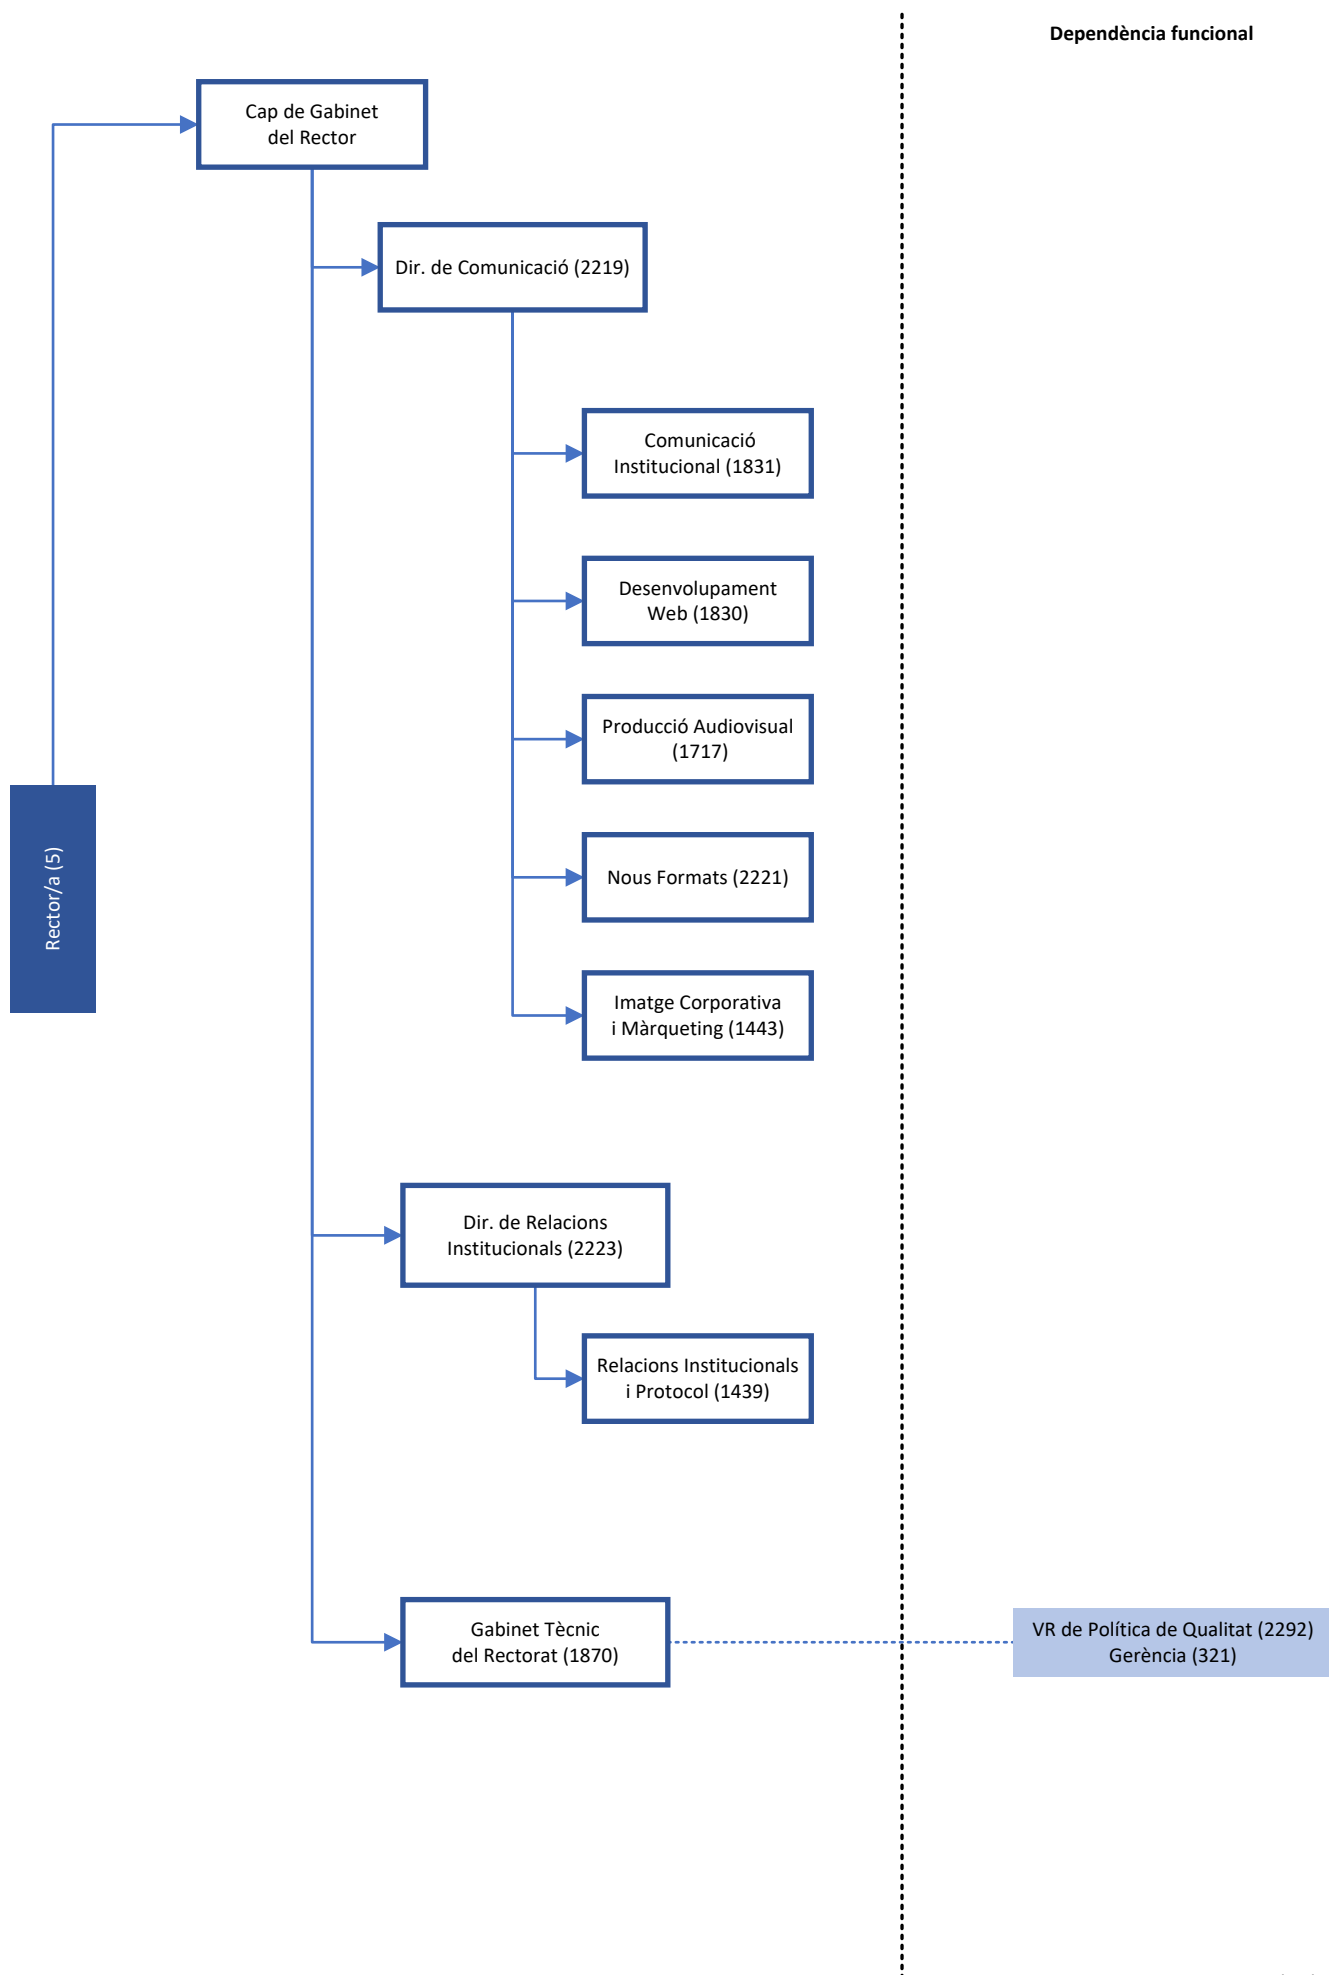 Dependència funcional
Cap de Gabinet
del Rector
Dir. de Comunicació (2219)
Comunicació
Institucional (1831)
Desenvolupament
Web (1830)
Producció Audiovisual
(1717)
Rector/a (5)
Nous Formats (2221)
Imatge Corporativa
i Màrqueting (1443)
Dir. de Relacions
Institucionals (2223)
Relacions Institucionals
i Protocol (1439)
Gabinet Tècnic
del Rectorat (1870)
VR de Política de Qualitat (2292)
Gerència (321)